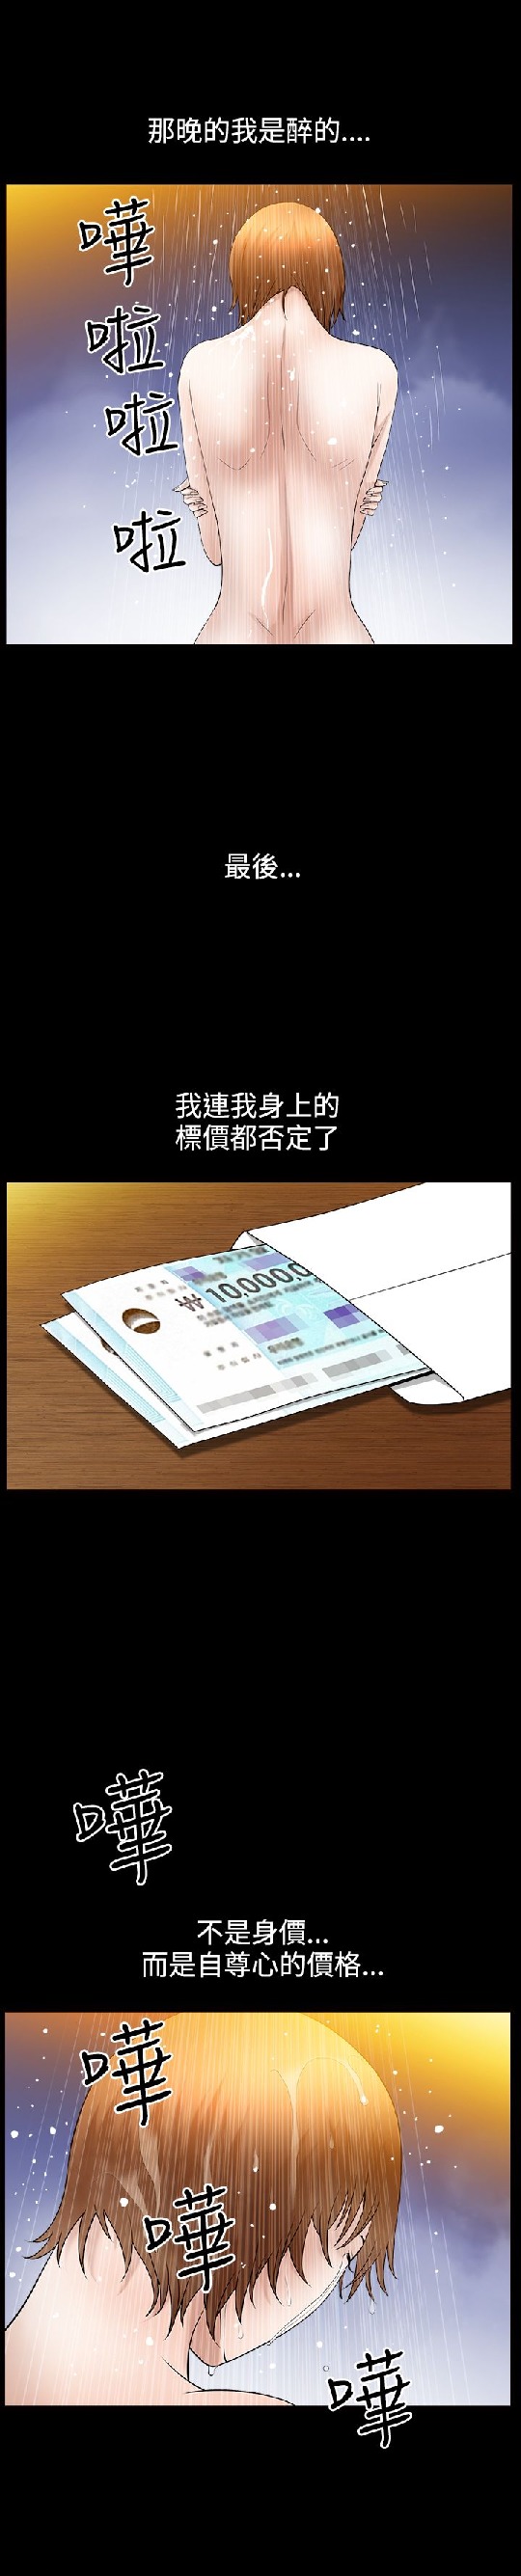 那晚的我是醉的....
嘩
啦
啦
啦
最後...
我連我身上的
標價都否定了
10,000,0
嘩
不是身價...
而是自尊心的價格...
嘩
嘩
嘩